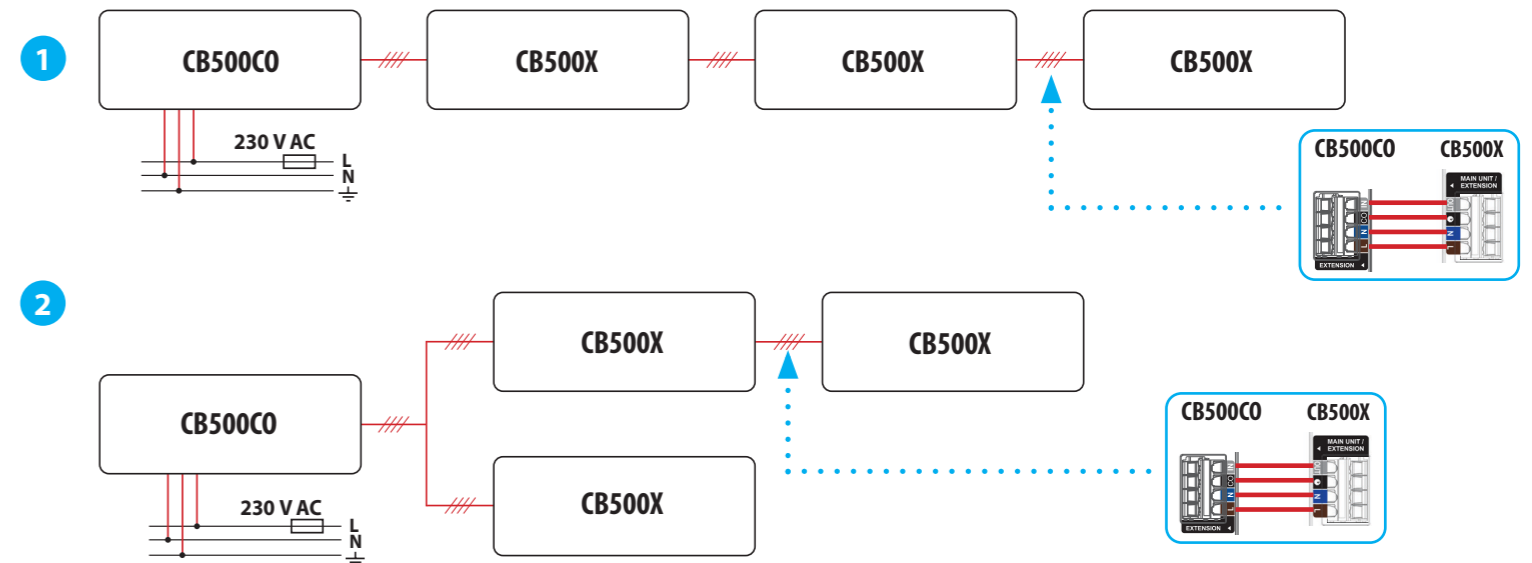 1
CB500CO
CB500X
CB500X
CB500X
230 V AC
L
N
CB500CO
CB500X
MAIN UNIT /
EXTENSION
IN
CO
N
N
L
L
EXTENSION
2
CB500X
CB500X
CB500CO
CB500X
230 V AC
L
N
CB500CO
CB500X
MAIN UNIT /
EXTENSION
IN
CO
N
N
L
L
EXTENSION